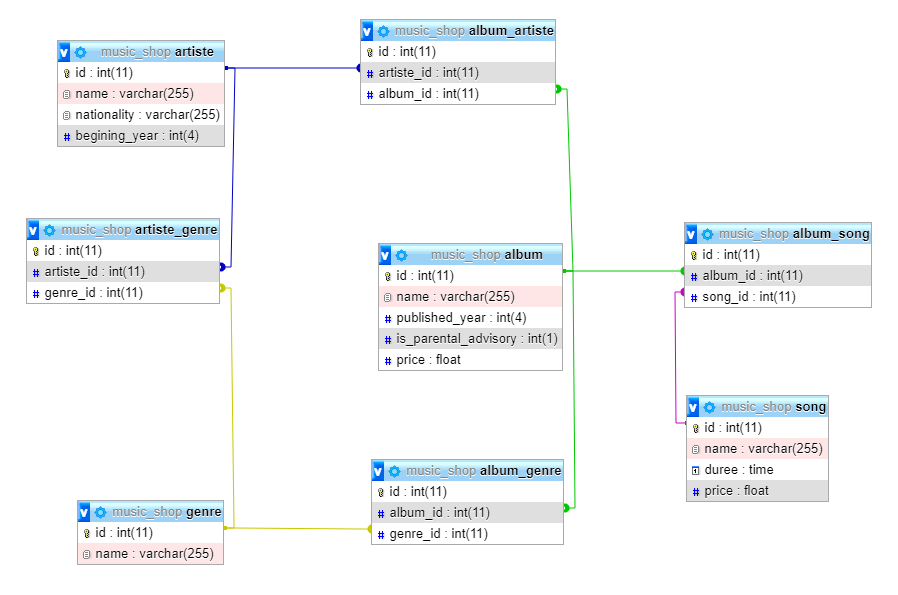 music_shop artiste
id : int(11)
name : varchar(255)
nationality : varchar(255)
begining_year : int(4)
music_shop album_artiste
id : int(11)
# artiste_id : int(11)
# album_id : int(11)
music_shop artiste_genre
id : int(11)
# artiste_id : int(11)
# genre_id : int(11)
music_shop album
id : int(11)
name : varchar(255)
# published_year : int(4)
# is_parental_advisory : int(1)
# price : float
music_shop album_song
id : int(11)
# album_id : int(11)
# song_id : int(11)
music_shop song
id : int(11)
name : varchar(255)
duree : time
# price : float
music_shop album_genre
id : int(11)
# album_id : int(11)
# genre_id : int(11)
music_shop genre
id : int(11)
name : varchar(255)